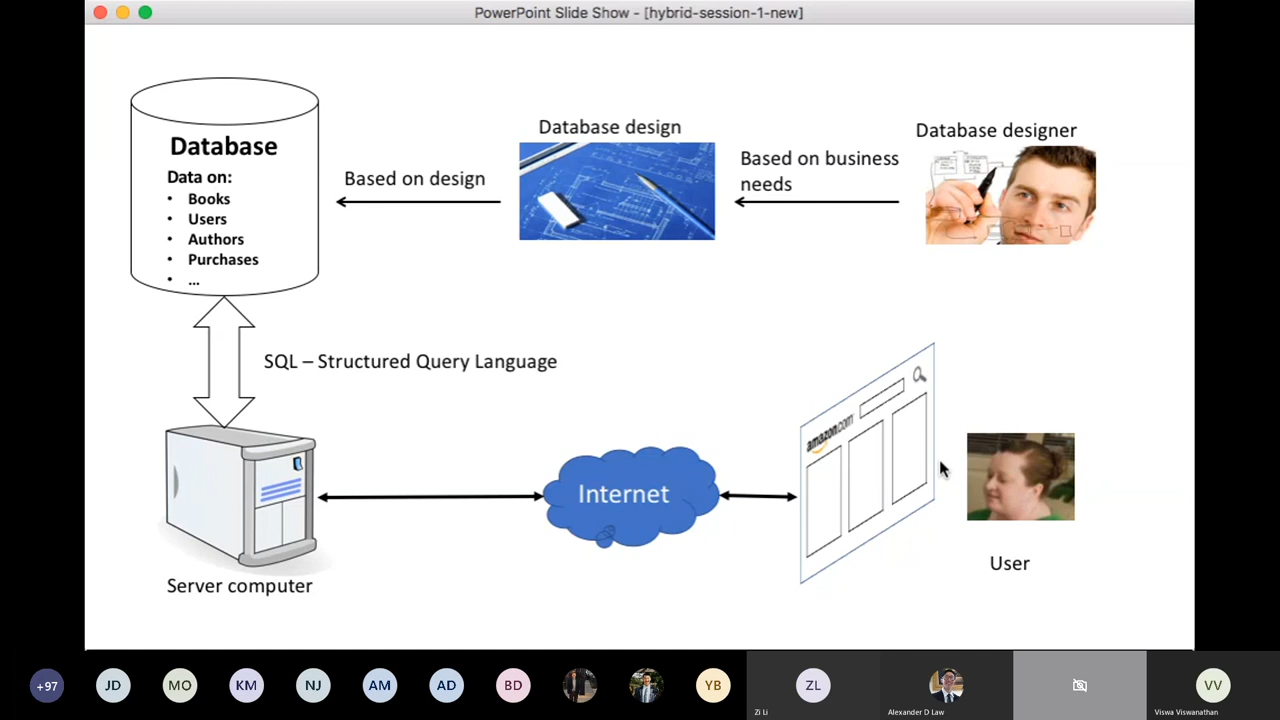 PowerPoint Slide Show - [hybrid-session-1-new]
Database
Data on:
• Books
• Users
• Authors
• Purchases
• ...
Based on design
Database design
Based on business
needs
Database designer
SQL – Structured Query Language
Server computer
Internet
amazon.com
User
+97
JD
MO
KM
NJ
AM
AD
BD
YB
ZL
Zi Li
Alexander D Law
VV
Viswa Viswanathan